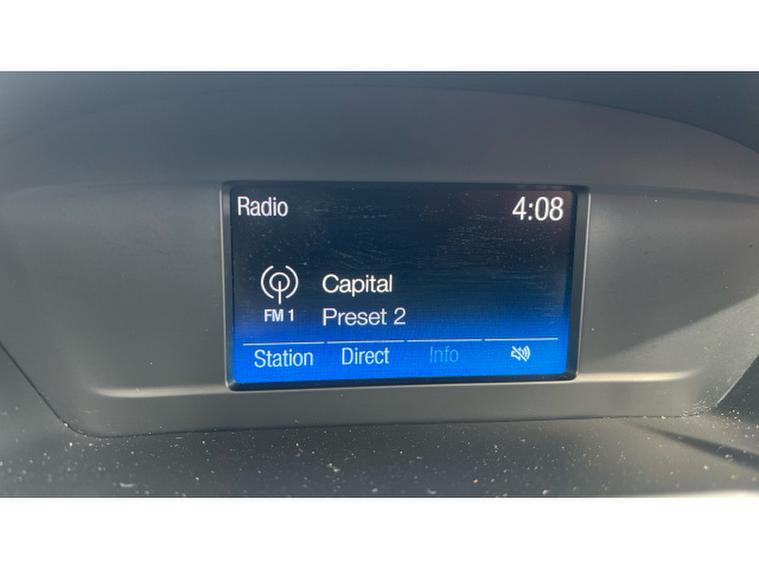 Radio 4:08
Capital
FM 1 Preset 2
Station Direct Info